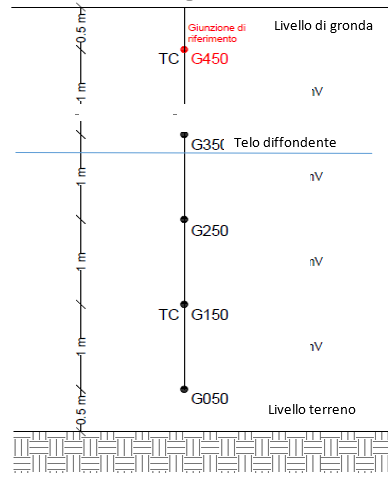 0.5 m
Livello di gronda
Giunzione di
riferimento
TC G450
1 m
G350
Telo diffondente
1 m
G250
1 m
TC G150
1 m
G050
Livello terreno
0.5 m